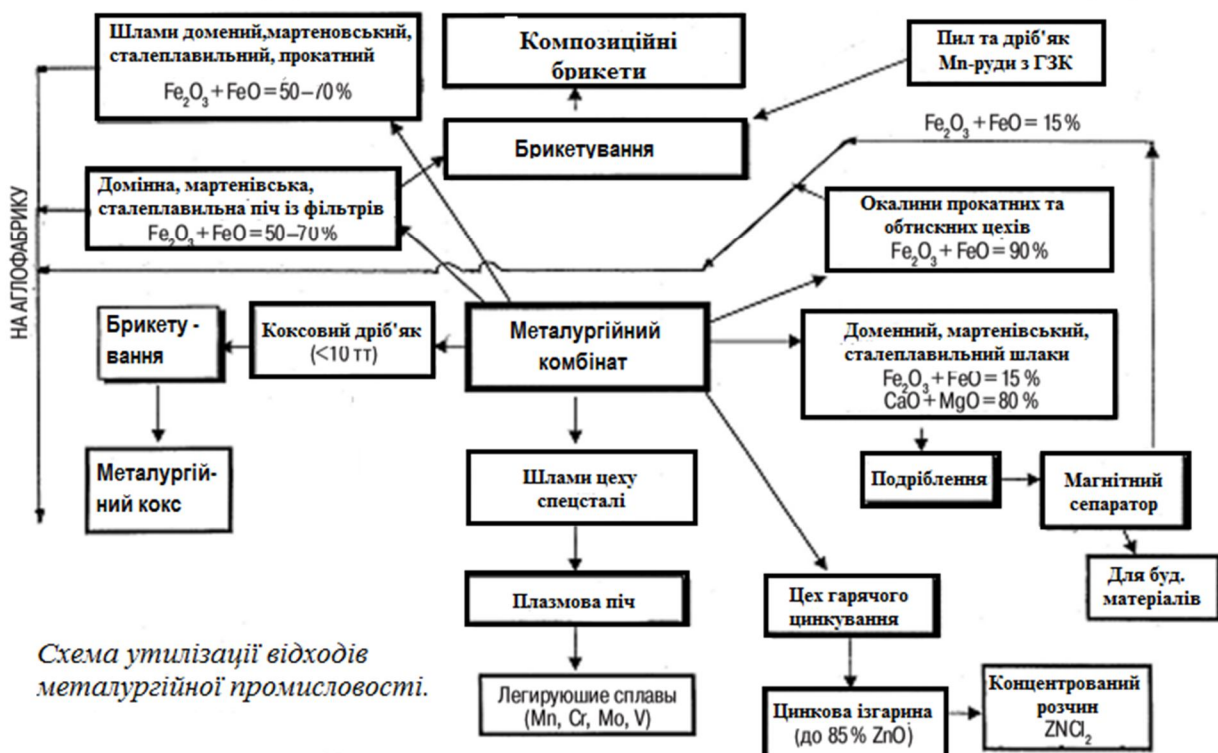 Шлами домений,мартеновський,
сталеплавильний, прокатний
Fe₂O₃ + FeO = 50–70 %
Композиційні
брикети
Пил та дріб'як
Mn-руди з ГЗК
Брикетування
Fe₂O₃ + FeO = 15 %
Домінна, мартенівська,
сталеплавильна піч із фільтрів
Fe₂O₃ + FeO = 50–70 %
Окалини прокатних та
обтискних цехів
Fe₂O₃ + FeO = 90 %
НА АГЛОФАБРИКУ
Брикету -
вання
Коксовий дріб'як
(<10 тт)
Металургійний
комбінат
Доменний, мартенівський,
сталеплавильний шлаки
Fe₂O₃ + FeO = 15 %
CaO + MgO = 80 %
Металургій-
ний кокс
Шлами цеху
спецсталі
Подріблення
Магнітний
сепаратор
Плазмова піч
Цех гарячого
цинкування
Для буд.
матеріалів
Схема утилізації відходів
металургійної промисловості.
Легируюшие сплавы
(Mn, Cr, Mo, V)
Цинкова ізгарина
(до 85 % ZnO)
Концентрований
розчин
ZNCl₂